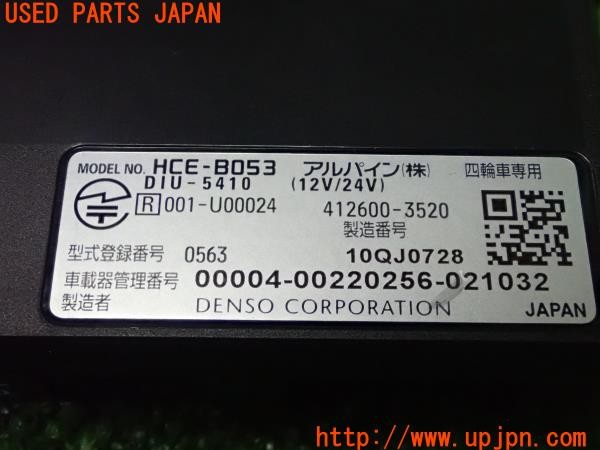 USED PARTS JAPAN
MODEL NO. HCE-B053 アルパイン(株) 四輪車専用
DIU-5410 (12V/24V)
R 001-U00024 412600-3520
製造番号
型式登録番号 0563 10QJ0728
車載器管理番号 00004-00220256-021032
製造者 DENSO CORPORATION JAPAN
http://www.upjpn.com